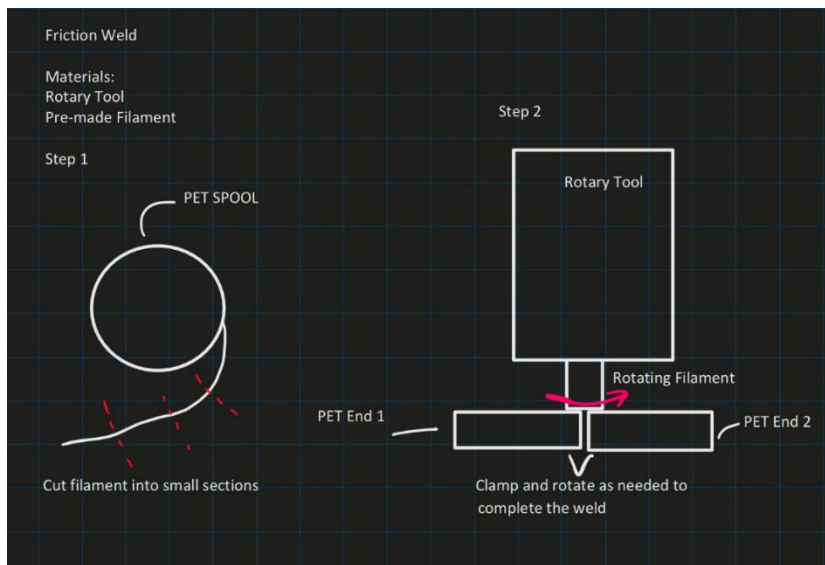 Friction Weld
Materials:
Rotary Tool
Pre-made Filament
Step 1
PET SPOOL
Cut filament into small sections
Step 2
Rotary Tool
Rotating Filament
PET End 1
PET End 2
Clamp and rotate as needed to
complete the weld